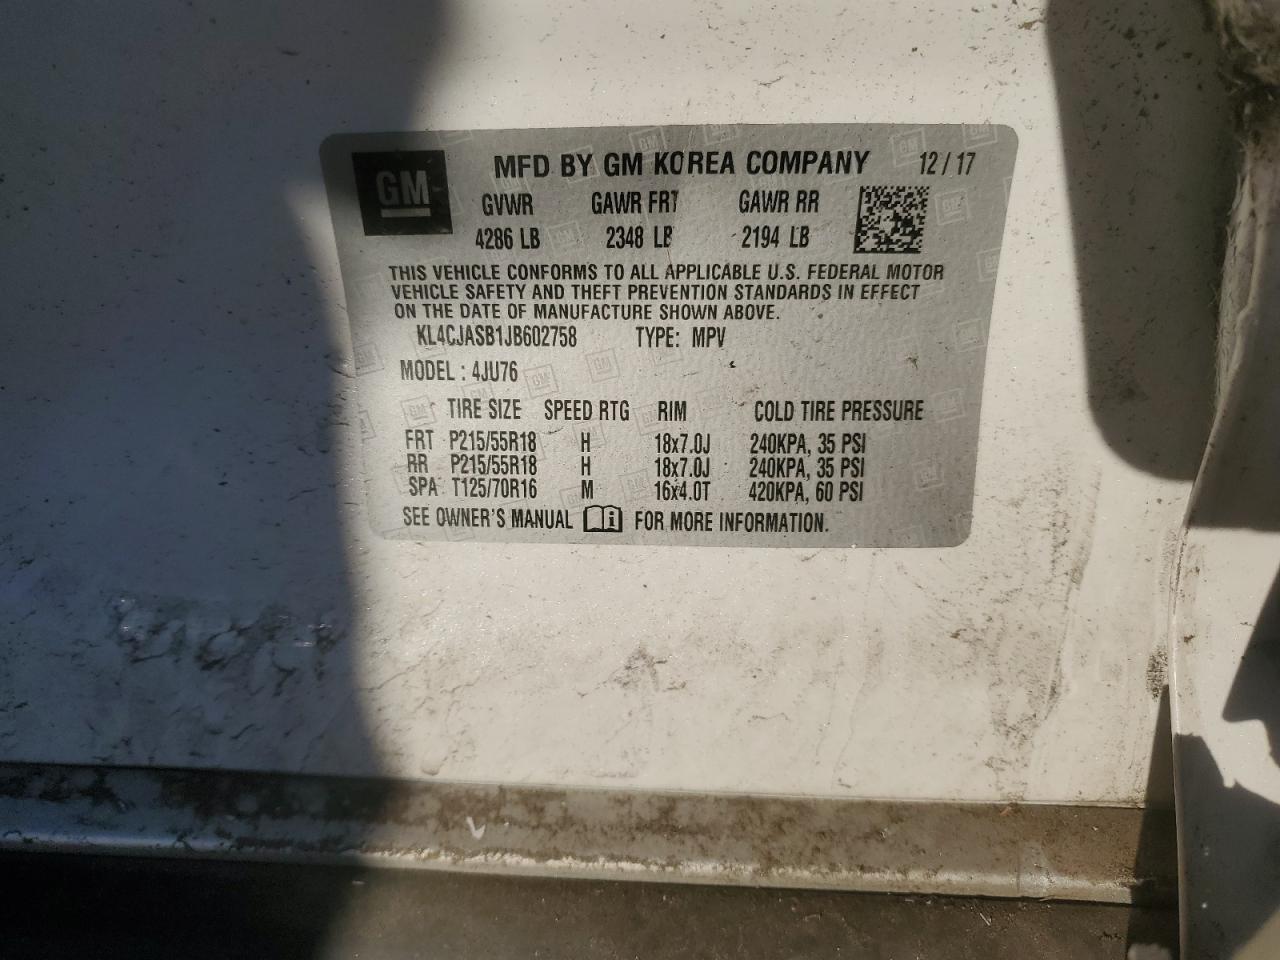 GM
MFD BY GM KOREA COMPANY 12/17
GVWR GAWR FRT GAWR RR
4286 LB 2348 LB 2194 LB
THIS VEHICLE CONFORMS TO ALL APPLICABLE U.S. FEDERAL MOTOR
VEHICLE SAFETY AND THEFT PREVENTION STANDARDS IN EFFECT
ON THE DATE OF MANUFACTURE SHOWN ABOVE.
KL4CJASB1JB602758 TYPE: MPV
MODEL : 4JU76
TIRE SIZE SPEED RTG RIM COLD TIRE PRESSURE
FRT P215/55R18 H 18x7.0J 240KPA, 35 PSI
RR P215/55R18 H 18x7.0J 240KPA, 35 PSI
SPA T125/70R16 M 16x4.0T 420KPA, 60 PSI
SEE OWNER'S MANUAL FOR MORE INFORMATION.